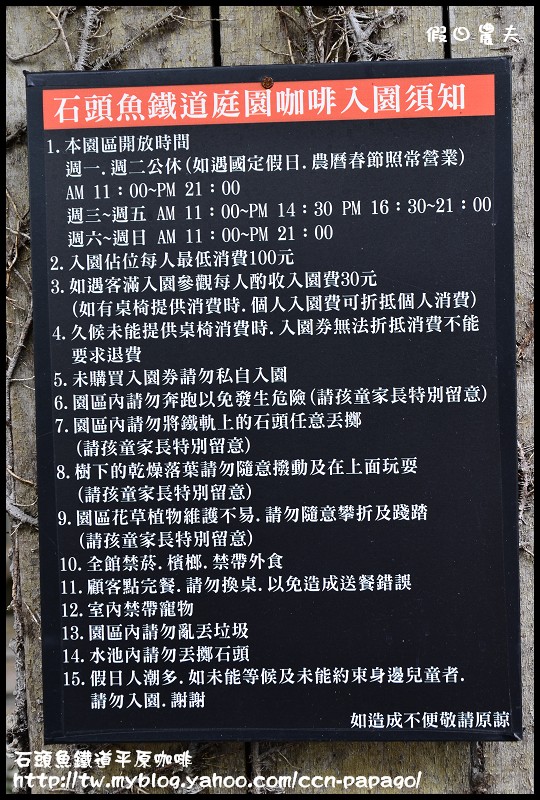 假日農夫
石頭魚鐵道庭園咖啡入園須知
1.本園區開放時間
週一.週二公休(如遇國定假日.農曆春節照常營業)
AM 11：00~PM 21：00
週三~週五 AM 11：00~PM 14：30 PM 16：30~21：00
週六~週日 AM 11：00~PM 21：00
2.入園佔位每人最低消費100元
3.如遇客滿入園參觀每人酌收入園費30元
(如有桌椅提供消費時.個人入園費可折抵個人消費)
4.久候未能提供桌椅消費時.入園券無法折抵消費不能
要求退費
5.未購買入園券請勿私自入園
6.園區內請勿奔跑以免發生危險(請孩童家長特別留意)
7.園區內請勿將鐵軌上的石頭任意丟擲
(請孩童家長特別留意)
8.樹下的乾燥落葉請勿隨意撥動及在上面玩耍
(請孩童家長特別留意)
9.園區花草植物維護不易.請勿隨意攀折及踐踏
(請孩童家長特別留意)
10.全館禁菸.檳榔.禁帶外食
11.顧客點完餐.請勿換桌.以免造成送餐錯誤
12.室內禁帶寵物
13.園區內請勿亂丟垃圾
14.水池內請勿丟擲石頭
15.假日人潮多.如未能等候及未能約束身邊兒童者.
請勿入園.謝謝
如造成不便敬請原諒
石頭魚鐵道平原咖啡
http://tw.myblog.yahoo.com/ccn-papago/